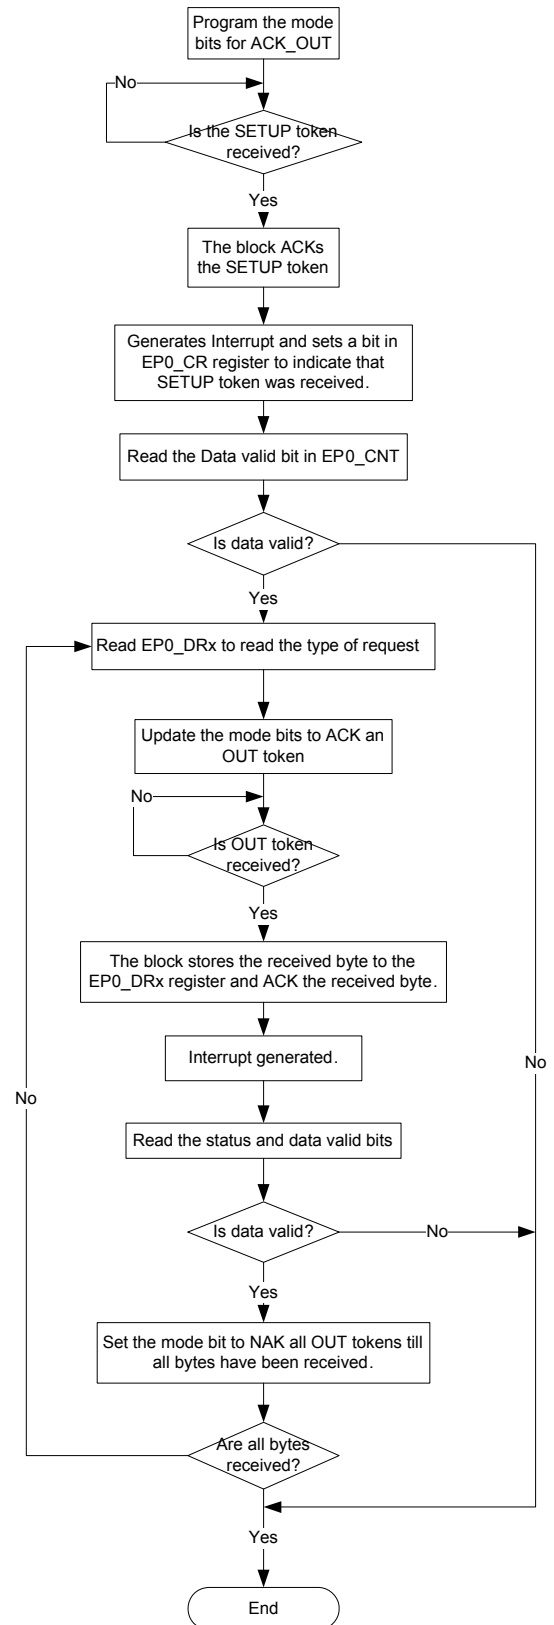 Program the mode
bits for ACK_OUT
No
Is the SETUP token
received?
Yes
The block ACKs
the SETUP token
Generates Interrupt and sets a bit in
EP0_CR register to indicate that
SETUP token was received.
Read the Data valid bit in EP0_CNT
Is data valid?
Yes
Read EP0_DRx to read the type of request
Update the mode bits to ACK an
OUT token
No
Is OUT token
received?
Yes
The block stores the received byte to the
EP0_DRx register and ACK the received byte.
Interrupt generated.
No
No
Read the status and data valid bits
Is data valid?
No
Yes
Set the mode bit to NAK all OUT tokens till
all bytes have been received.
Are all bytes
received?
Yes
End